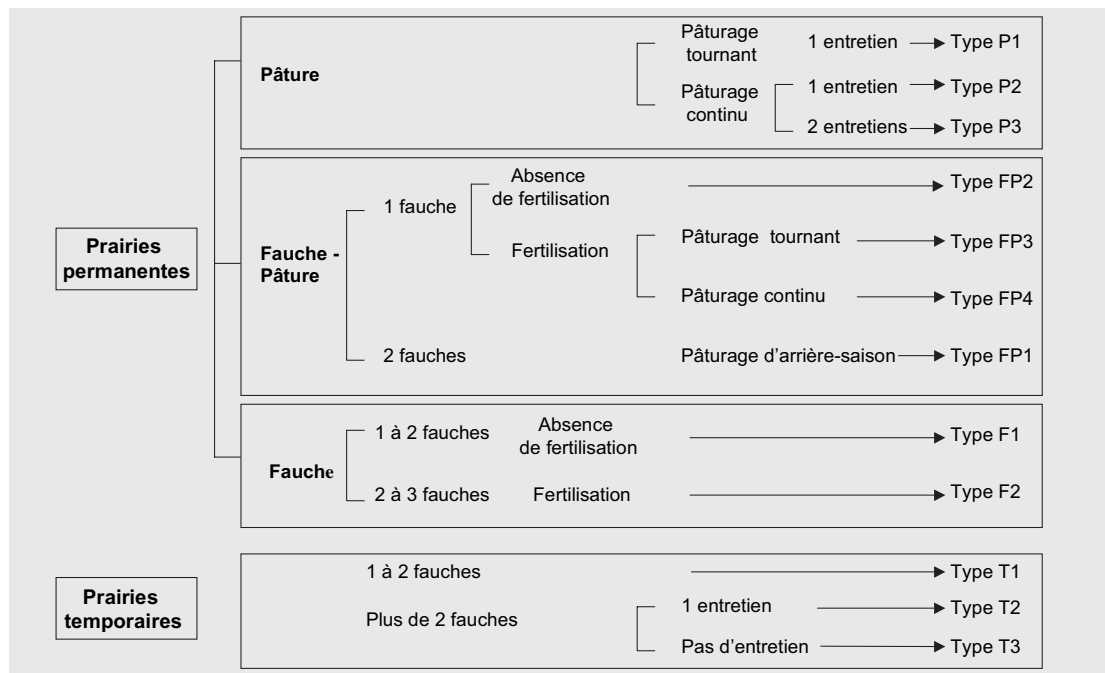 Prairies
permanentes
Pâture
Pâturage
tournant
1 entretien
Type P1
Pâturage
continu
1 entretien
Type P2
2 entretiens
Type P3
Fauche -
Pâture
1 fauche
Absence
de fertilisation
Type FP2
Fertilisation
Pâturage tournant
Type FP3
Pâturage continu
Type FP4
2 fauches
Pâturage d'arrière-saison
Type FP1
Fauche
1 à 2 fauches
Absence
de fertilisation
Type F1
2 à 3 fauches
Fertilisation
Type F2
Prairies
temporaires
1 à 2 fauches
Type T1
Plus de 2 fauches
1 entretien
Type T2
Pas d'entretien
Type T3